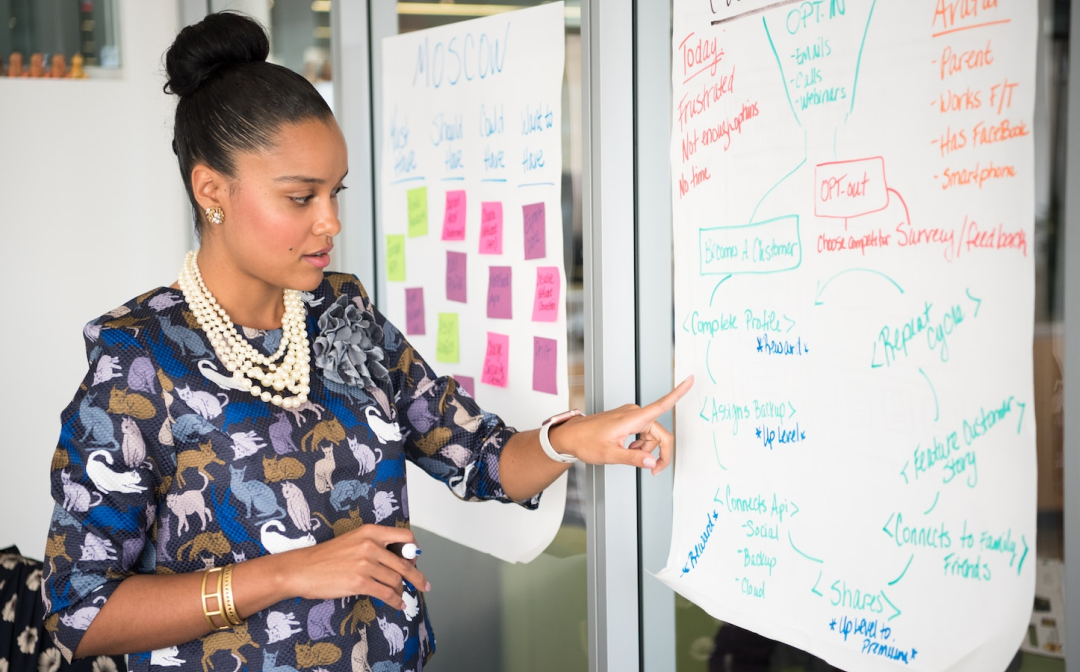 MOSCOW
Must
Have
Should
Have
Could
Have
Want to
Have
Today
Frustrated
Not enough options
No time
OPT-IN
-Emails
-Calls
-Webinars
Avatar
-Parent
-Works F/T
-Has FaceBook
-Smartphone
OPT-out
choose competitor
Survey/feedback
Becomes A Customer
<Complete Profile>
*Reward*
<Assigns Backup>
*Up Level*
<Connects Api>
-Social
-Backup
-Cloud
*Reward*
<Shares>
*Up Level to
Premium*
<Connects to Family
Friends>
<Feature Customer
Story>
<Repeat
cycle>